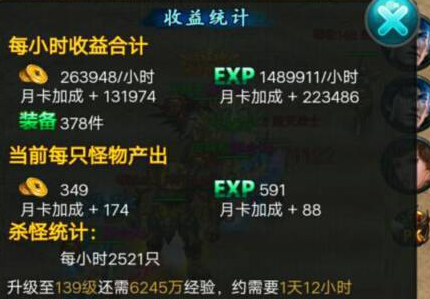 收益统计
每小时收益合计
263948/小时 EXP 1489911/小时
月卡加成 + 131974 月卡加成 + 223486
装备 378件
当前每只怪物产出
349 EXP 591
月卡加成 + 174 月卡加成 + 88
杀怪统计：
每小时2521只
升级至139级还需6245万经验，约需要1天12小时